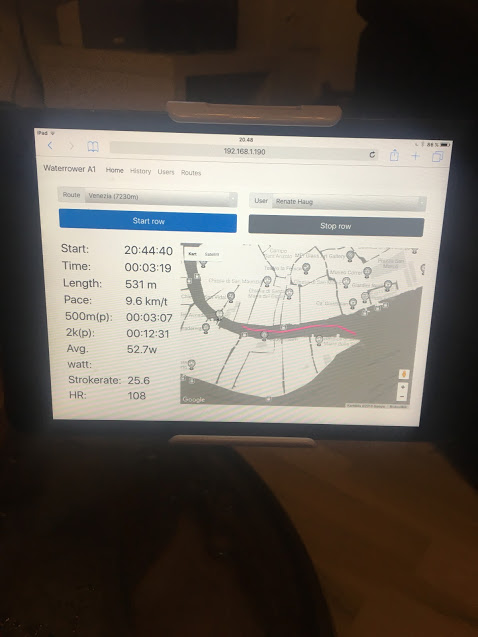 iPad
20.48
86 %
192.168.1.190
Waterrower A1 Home History Users Routes
Route Venezia (7230m)
User Renate Haug
Start row
Stop row
Start: 20:44:40
Time: 00:03:19
Length: 531 m
Pace: 9.6 km/t
500m(p): 00:03:07
2k(p): 00:12:31
Avg. 52.7w
watt:
Strokerate: 25.6
HR: 108
Kart Satellitt
Google